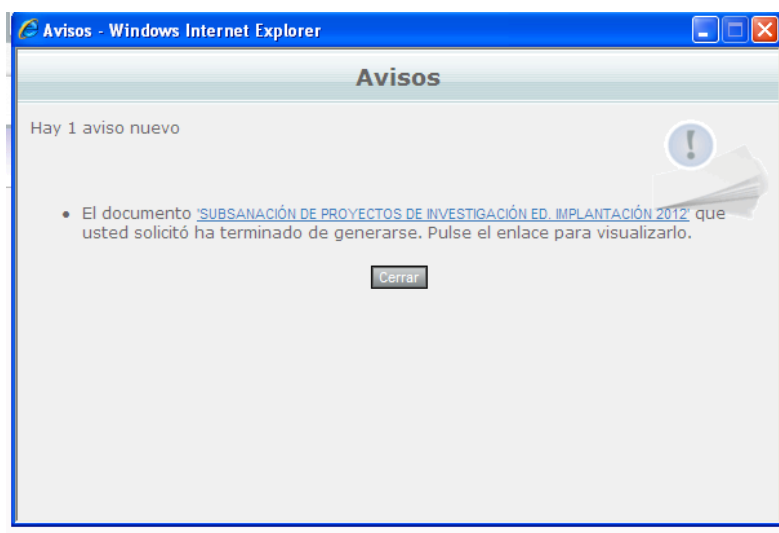 Avisos - Windows Internet Explorer
Avisos
Hay 1 aviso nuevo
• El documento 'SUBSANACIÓN DE PROYECTOS DE INVESTIGACIÓN ED. IMPLANTACIÓN 2012' que
usted solicitó ha terminado de generarse. Pulse el enlace para visualizarlo.
Cerrar